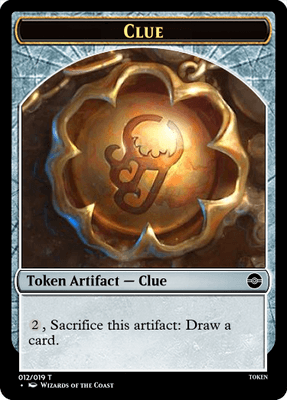 CLUE
Token Artifact — Clue
2, Sacrifice this artifact: Draw a
card.
012/019 T TOKEN
• WIZARDS OF THE COAST